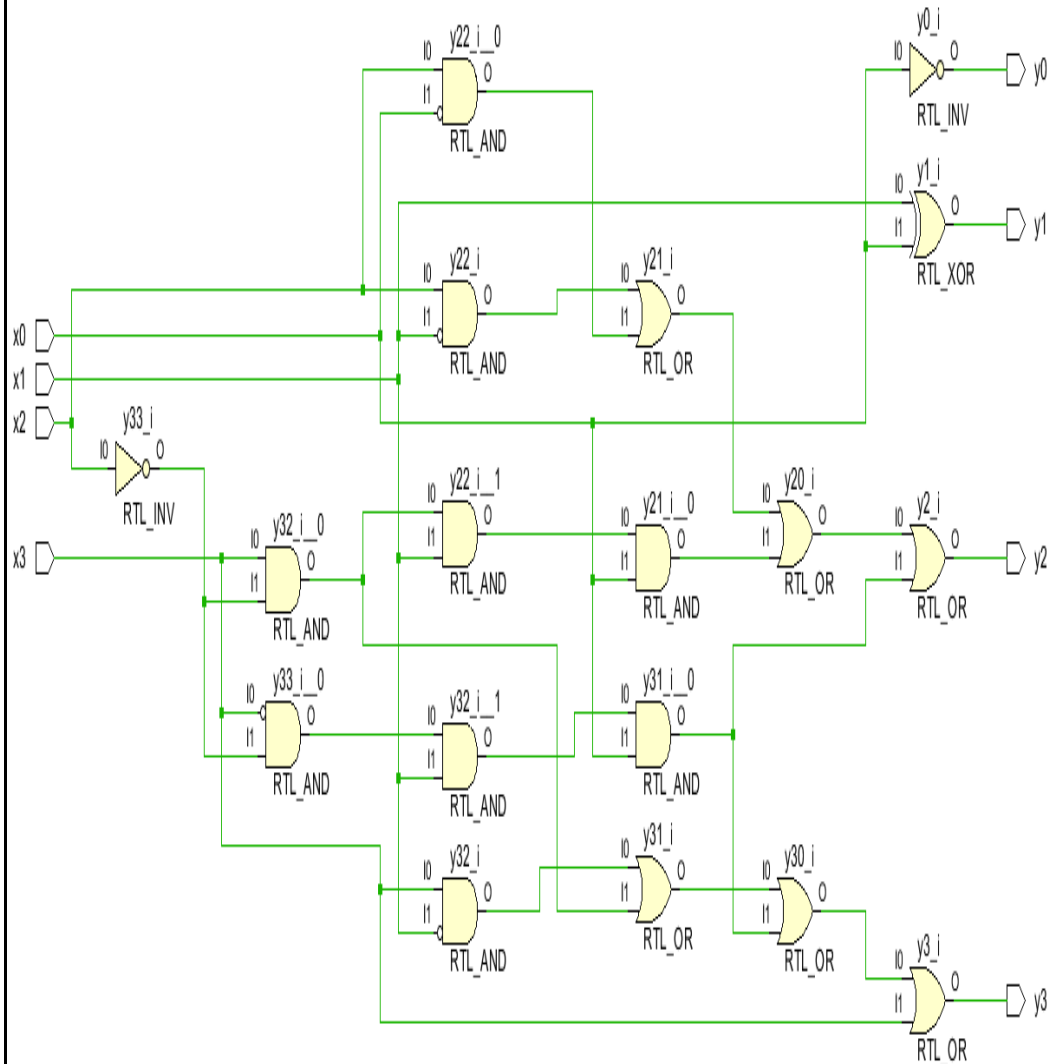 y22_i__0
I0
O
I1
RTL_AND
y0_i
I0
O
y0
RTL_INV
y1_i
I0
O
I1
y1
RTL_XOR
y22_i
I0
O
I1
RTL_AND
y21_i
I0
O
I1
RTL_OR
x0
x1
x2
y33_i
I0
O
RTL_INV
x3
y32_i__0
I0
O
I1
RTL_AND
y22_i__1
I0
O
I1
RTL_AND
y21_i__0
I0
O
I1
RTL_AND
y20_i
I0
O
I1
RTL_OR
y2_i
I0
O
I1
y2
RTL_OR
y33_i__0
I0
O
I1
RTL_AND
y32_i__1
I0
O
I1
RTL_AND
y31_i__0
I0
O
I1
RTL_AND
y32_i
I0
O
I1
RTL_AND
y31_i
I0
O
I1
RTL_OR
y30_i
I0
O
I1
RTL_OR
y3_i
I0
O
I1
y3
RTL_OR